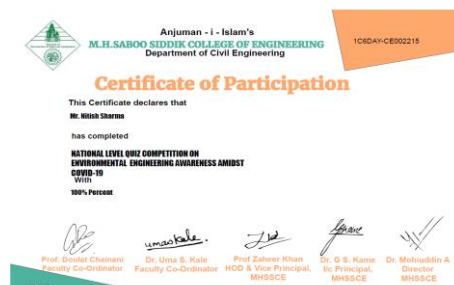 Anjuman - i - Islam's
M.H.SABOO SIDDIK COLLEGE OF ENGINEERING
Department of Civil Engineering
1C6DAY-CE002215
Certificate of Participation
This Certificate declares that
Mr. Nitish Sharma
has completed
NATIONAL LEVEL QUIZ COMPETITION ON
ENVIRONMENTAL ENGINEERING AWARENESS AMIDST
COVID-19
With
100% Percent
umaskale.
Prof. Doulat Cheineni
Faculty Co-Ordinator
Dr. Uma S. Kale
Faculty Co-Ordinator
Prof Zaheer Khan
HOD & Vice Principal,
MHSSCE
Dr. G S. Kame
I/c Principal,
MHSSCE
Dr. Mohiuddin A
Director
MHSSCE